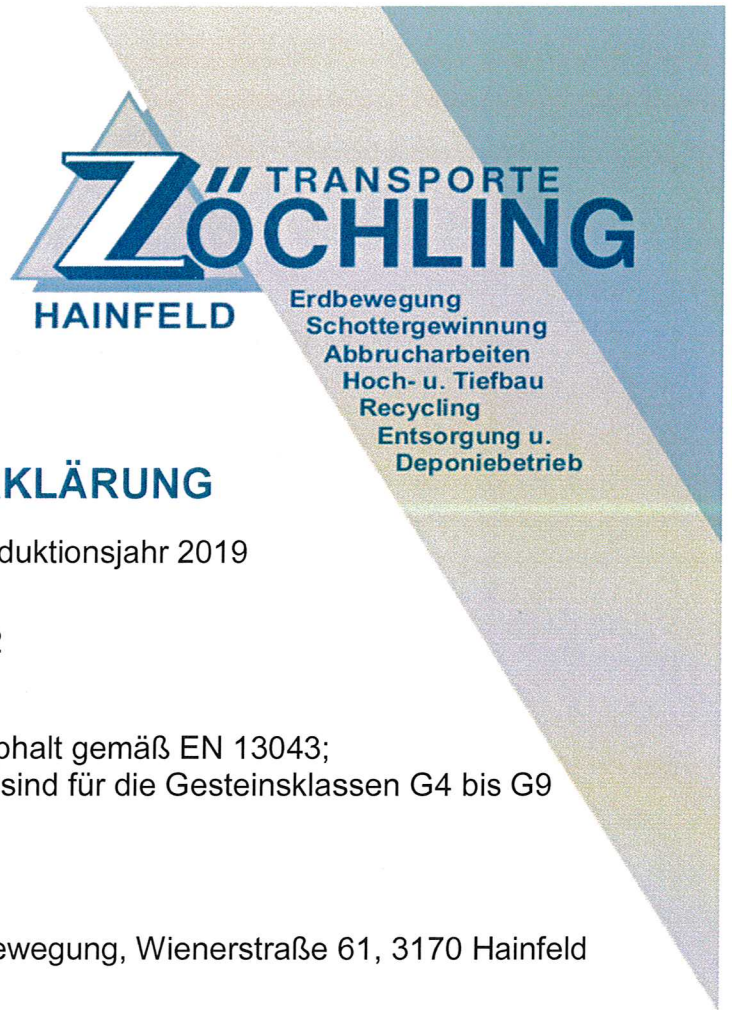 TRANSPORTE
ZÖCHLING
HAINFELD
Erdbewegung
Schottergewinnung
Abbrucharbeiten
Hoch- u. Tiefbau
Recycling
Entsorgung u.
Deponiebetrieb
KLÄRUNG
duktionsjahr 2019
halt gemäß EN 13043;
sind für die Gesteinsklassen G4 bis G9
ewegung, Wienerstraße 61, 3170 Hainfeld